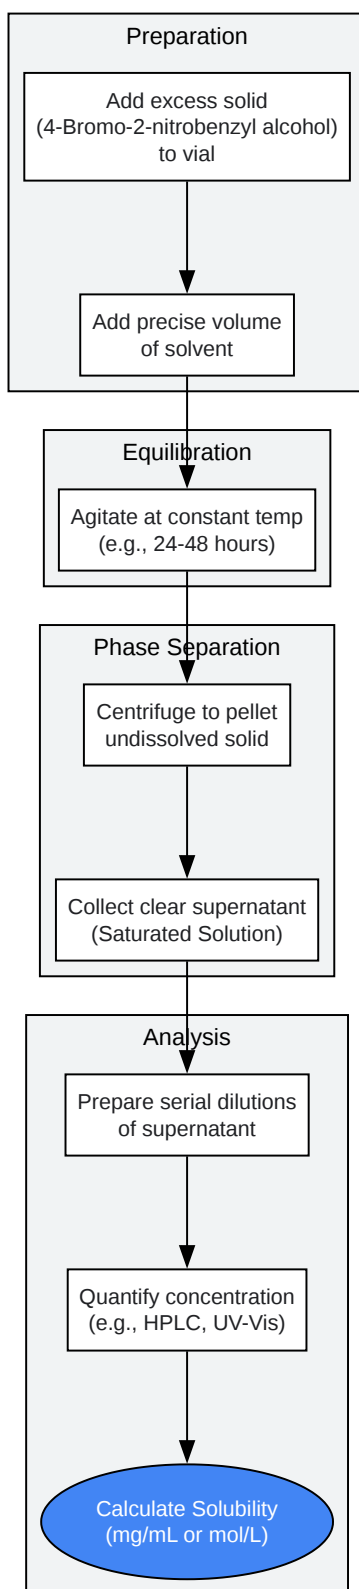 Preparation
Add excess solid
(4-Bromo-2-nitrobenzyl alcohol)
to vial
Add precise volume
of solvent
Equilibration
Agitate at constant temp
(e.g., 24-48 hours)
Phase Separation
Centrifuge to pellet
undissolved solid
Collect clear supernatant
(Saturated Solution)
Analysis
Prepare serial dilutions
of supernatant
Quantify concentration
(e.g., HPLC, UV-Vis)
Calculate Solubility
(mg/mL or mol/L)